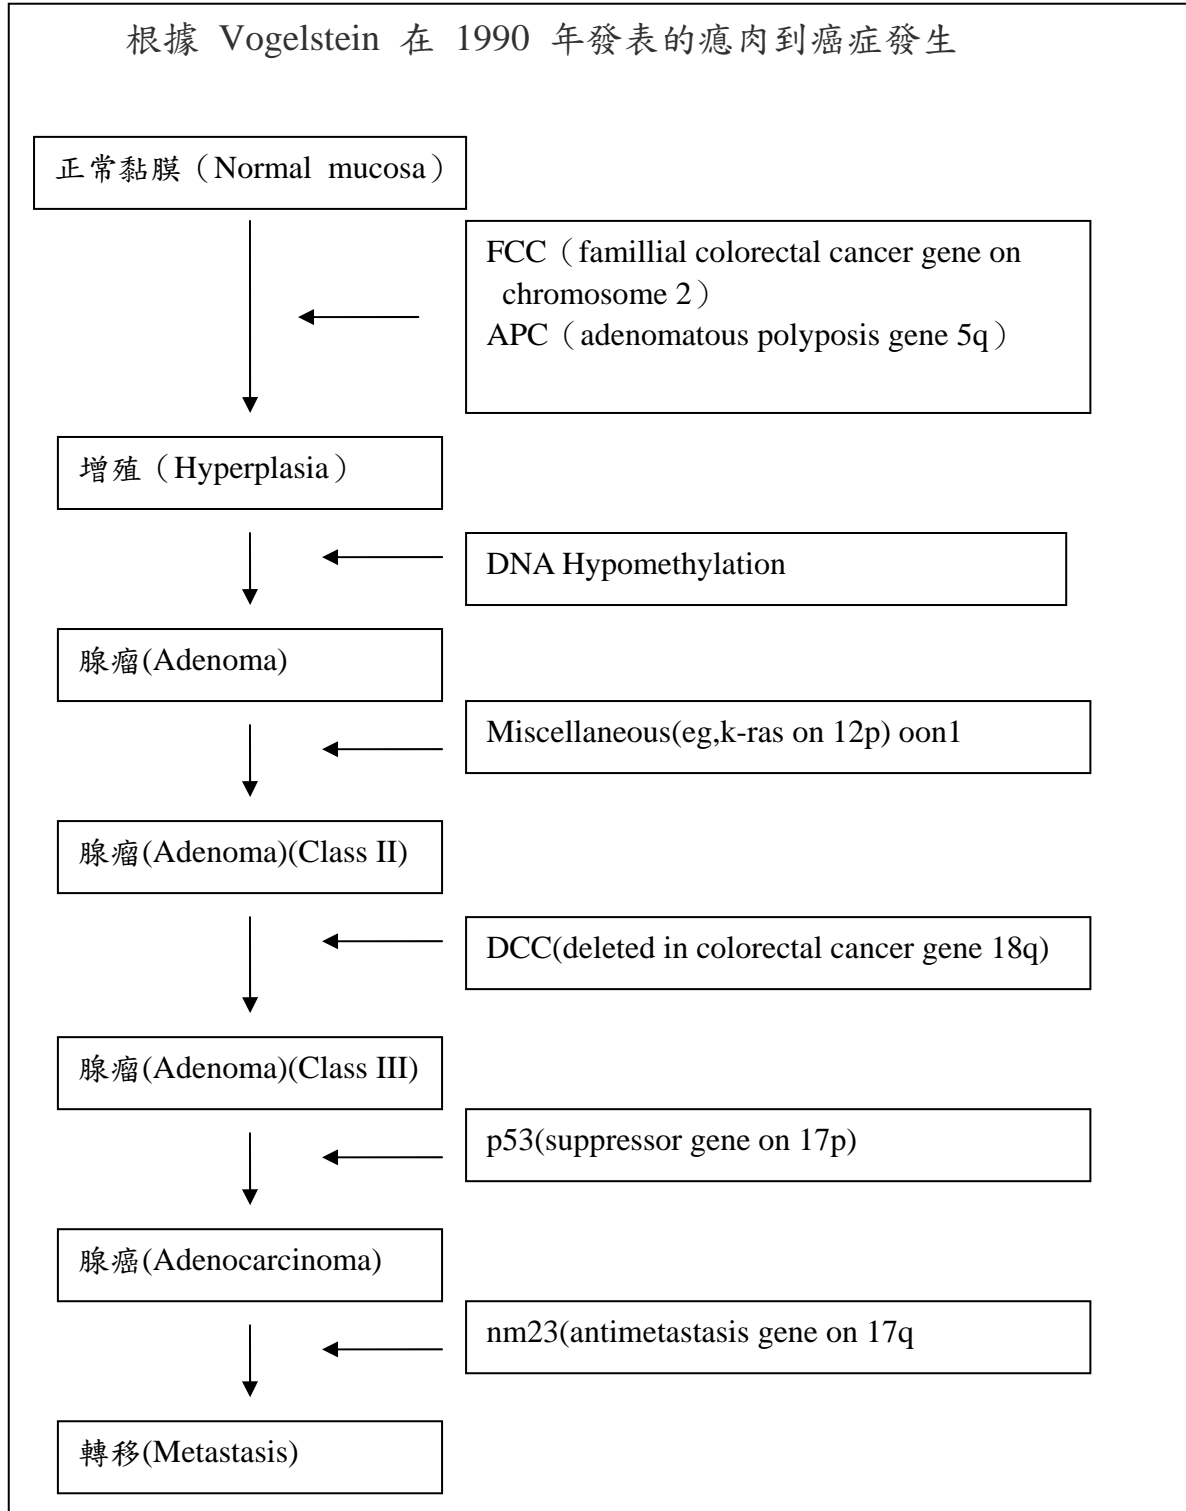 根據 Vogelstein 在 1990 年發表的瘜肉到癌症發生
正常黏膜（Normal mucosa）
FCC（famillial colorectal cancer gene on
chromosome 2）
APC（adenomatous polyposis gene 5q）
增殖（Hyperplasia）
DNA Hypomethylation
腺瘤(Adenoma)
Miscellaneous(eg,k-ras on 12p) oon1
腺瘤(Adenoma)(Class II)
DCC(deleted in colorectal cancer gene 18q)
腺瘤(Adenoma)(Class III)
p53(suppressor gene on 17p)
腺癌(Adenocarcinoma)
nm23(antimetastasis gene on 17q
轉移(Metastasis)